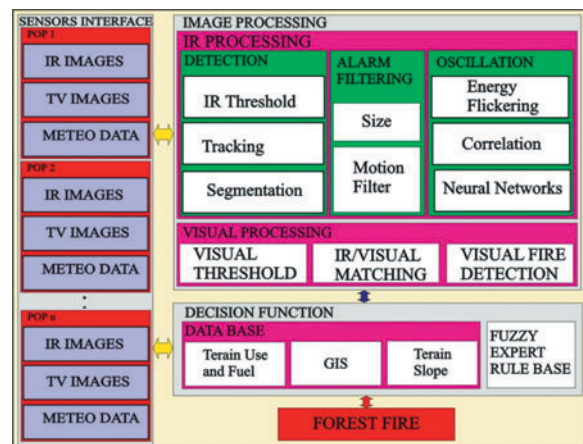 SENSORS INTERFACE
POP 1
IR IMAGES
TV IMAGES
METEO DATA
POP 2
IR IMAGES
TV IMAGES
METEO DATA
:
POP n
IR IMAGES
TV IMAGES
METEO DATA
IMAGE PROCESSING
IR PROCESSING
DETECTION
IR Threshold
Tracking
Segmentation
ALARM
FILTERING
Size
Motion
Filter
OSCILLATION
Energy
Flickering
Correlation
Neural Networks
VISUAL PROCESSING
VISUAL
THRESHOLD
IR/VISUAL
MATCHING
VISUAL FIRE
DETECTION
DECISION FUNCTION
DATA BASE
Terain Use
and Fuel
GIS
Terain
Slope
FUZZY
EXPERT
RULE BASE
FOREST FIRE